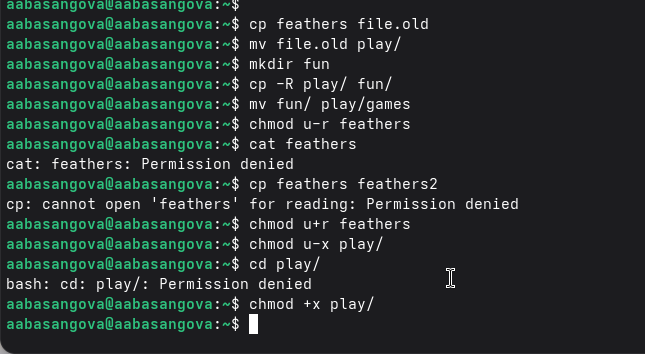 aabasangova@aabasangova:~$
aabasangova@aabasangova:~$ cp feathers file.old
aabasangova@aabasangova:~$ mv file.old play/
aabasangova@aabasangova:~$ mkdir fun
aabasangova@aabasangova:~$ cp -R play/ fun/
aabasangova@aabasangova:~$ mv fun/ play/games
aabasangova@aabasangova:~$ chmod u-r feathers
aabasangova@aabasangova:~$ cat feathers
cat: feathers: Permission denied
aabasangova@aabasangova:~$ cp feathers feathers2
cp: cannot open 'feathers' for reading: Permission denied
aabasangova@aabasangova:~$ chmod u+r feathers
aabasangova@aabasangova:~$ chmod u-x play/
aabasangova@aabasangova:~$ cd play/
bash: cd: play/: Permission denied
aabasangova@aabasangova:~$ chmod +x play/
aabasangova@aabasangova:~$